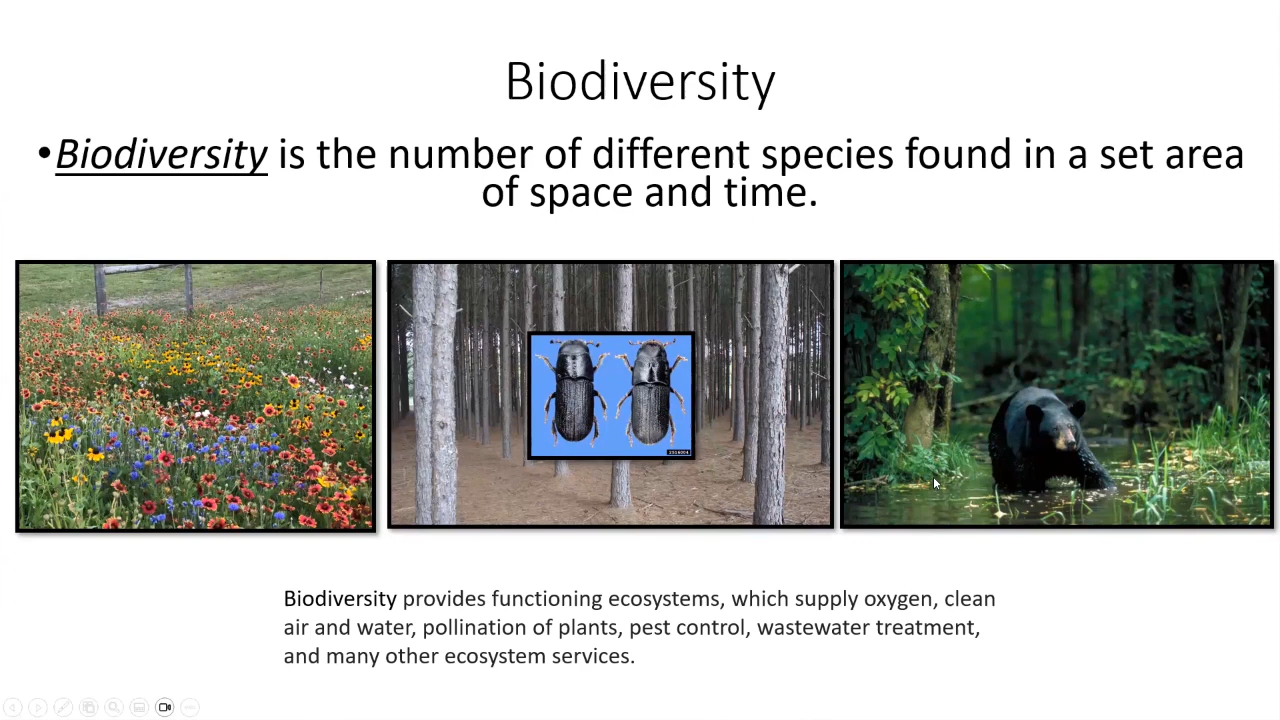 Biodiversity
•Biodiversity is the number of different species found in a set area
of space and time.
Biodiversity provides functioning ecosystems, which supply oxygen, clean
air and water, pollination of plants, pest control, wastewater treatment,
and many other ecosystem services.